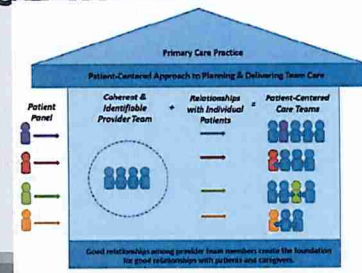 Primary Care Practice
Patient-Centered Approach to Planning & Delivering Team Care
Patient
Panel
Coherent &
Identifiable
Provider Team
+
Relationships
with Individual
Patients
=
Patient-Centered
Care Teams
Good relationships among provider team members create the foundation
for good relationships with patients and caregivers.